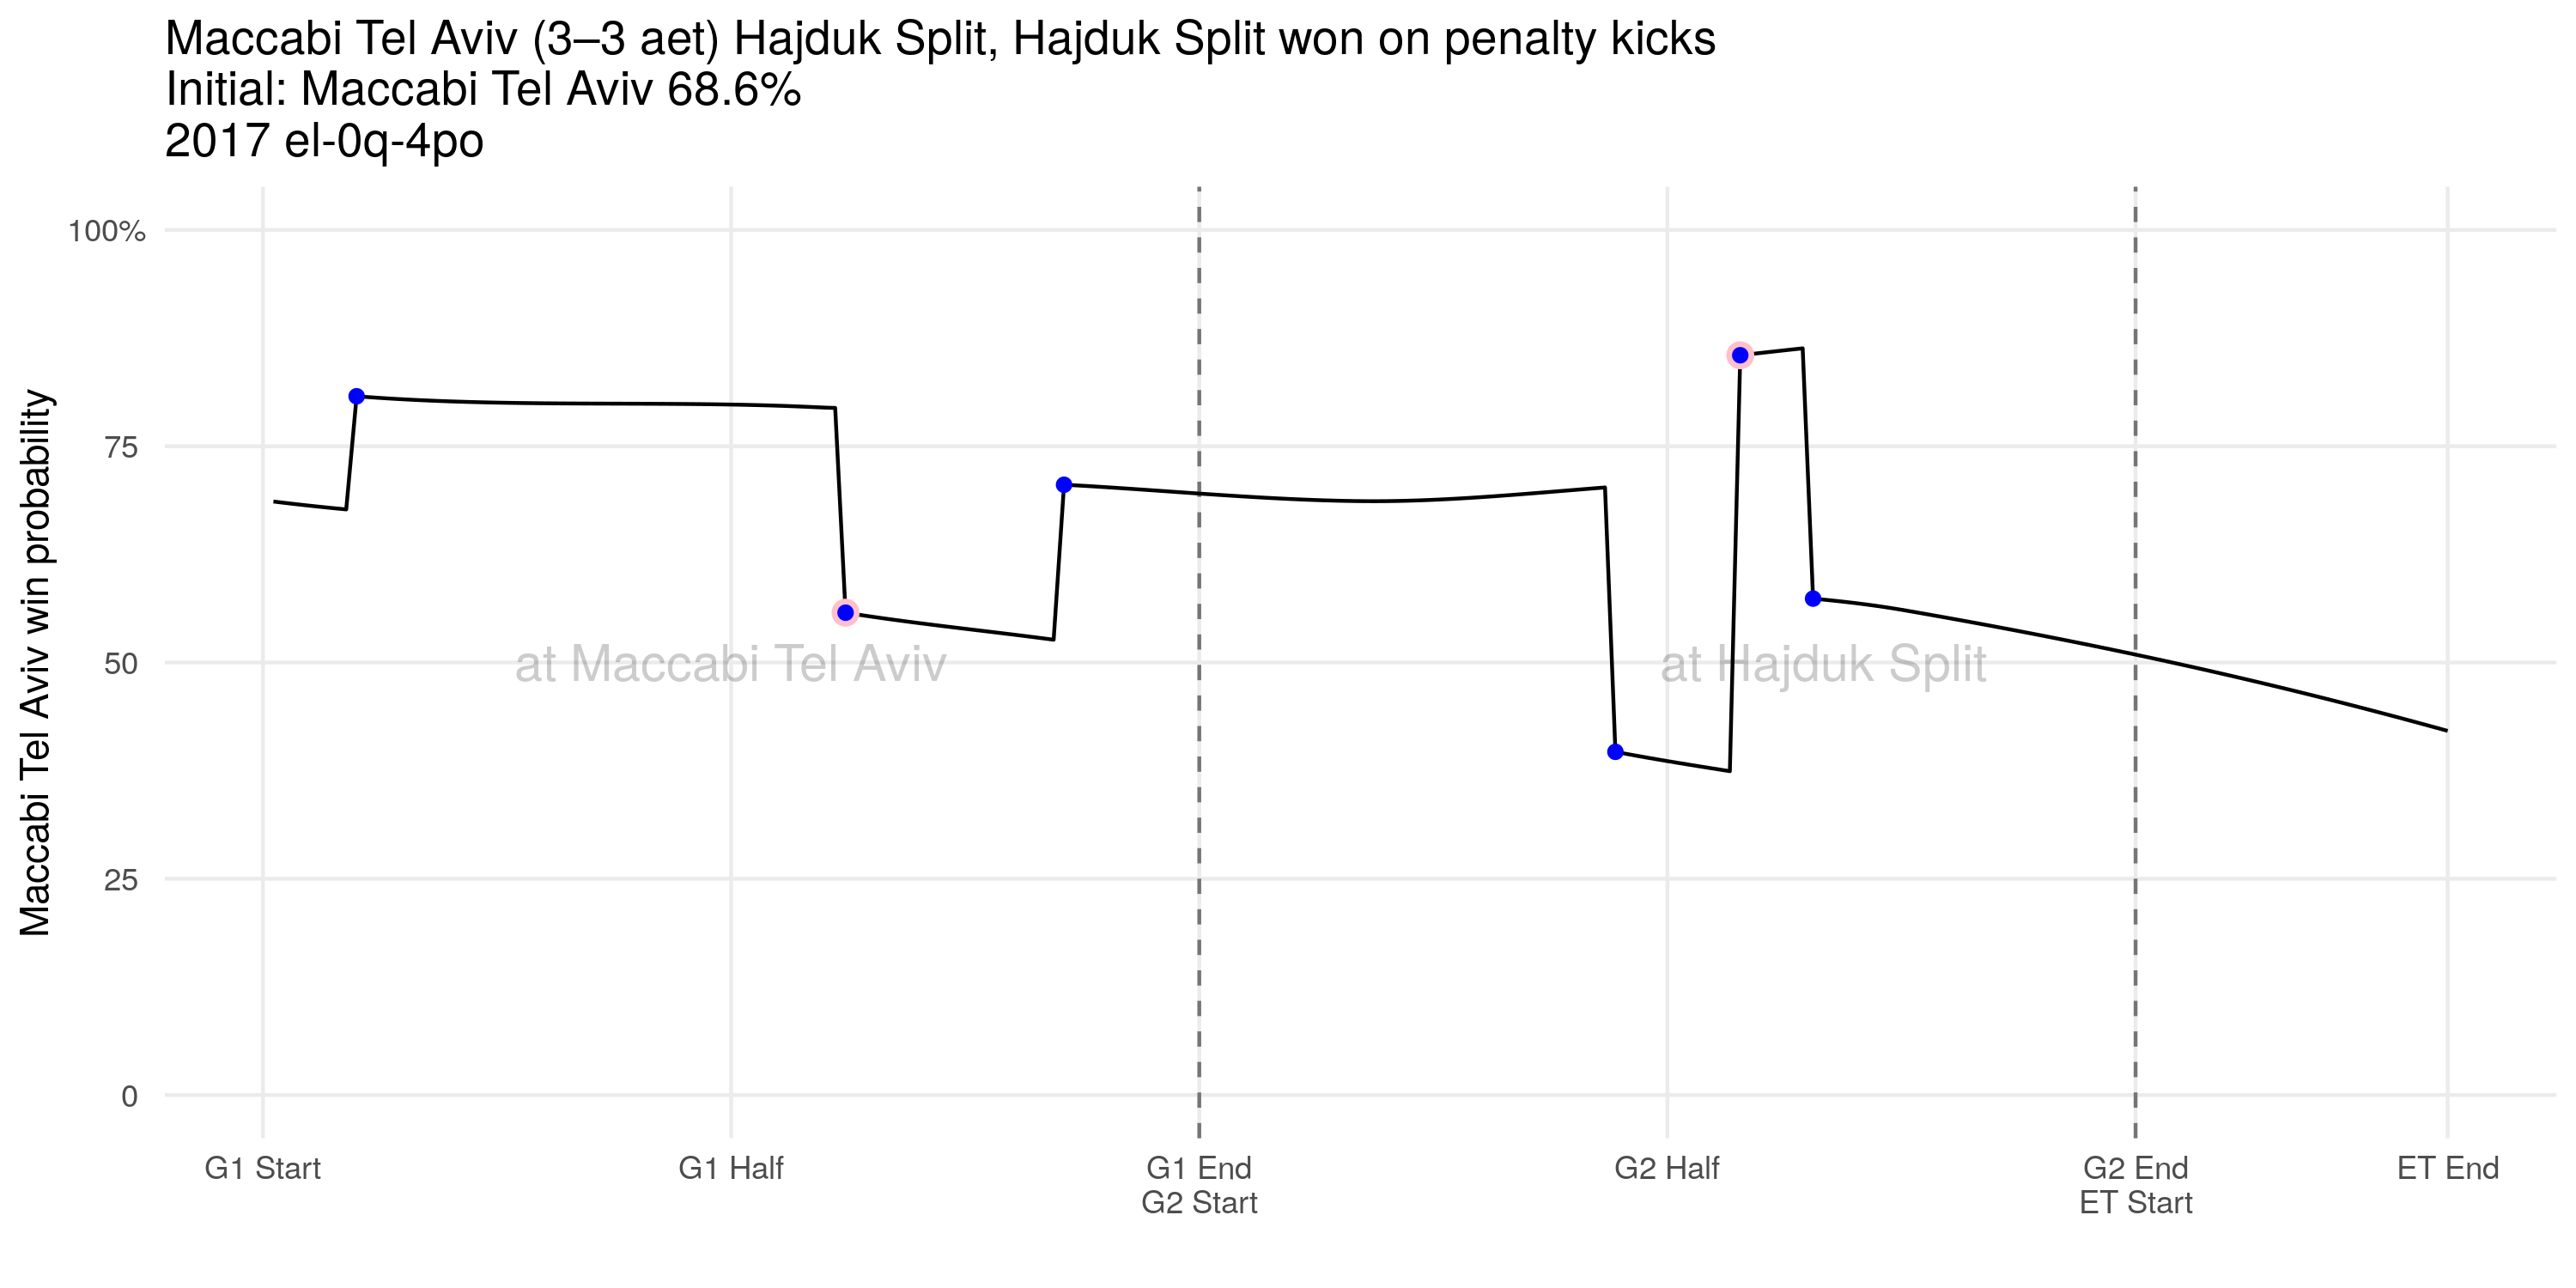 Maccabi Tel Aviv (3–3 aet) Hajduk Split, Hajduk Split won on penalty kicks
Initial: Maccabi Tel Aviv 68.6%
2017 el-0q-4po
Maccabi Tel Aviv win probability
100%
75
50
25
0
at Maccabi Tel Aviv
at Hajduk Split
G1 Start
G1 Half
G1 End
G2 Start
G2 Half
G2 End
ET Start
ET End